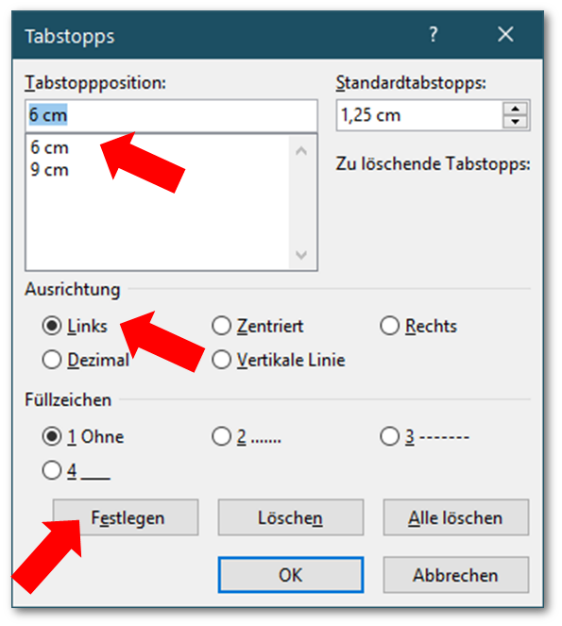 Tabstopps ?
Tabstoppposition: Standardtabstopps:
6 cm 1,25 cm
6 cm Zu löschende Tabstopps:
9 cm
Ausrichtung
Links Zentriert Rechts
Dezimal Vertikale Linie
Füllzeichen
1 Ohne 2 ....... 3 -------
4 ___
Festlegen Löschen Alle löschen
OK Abbrechen